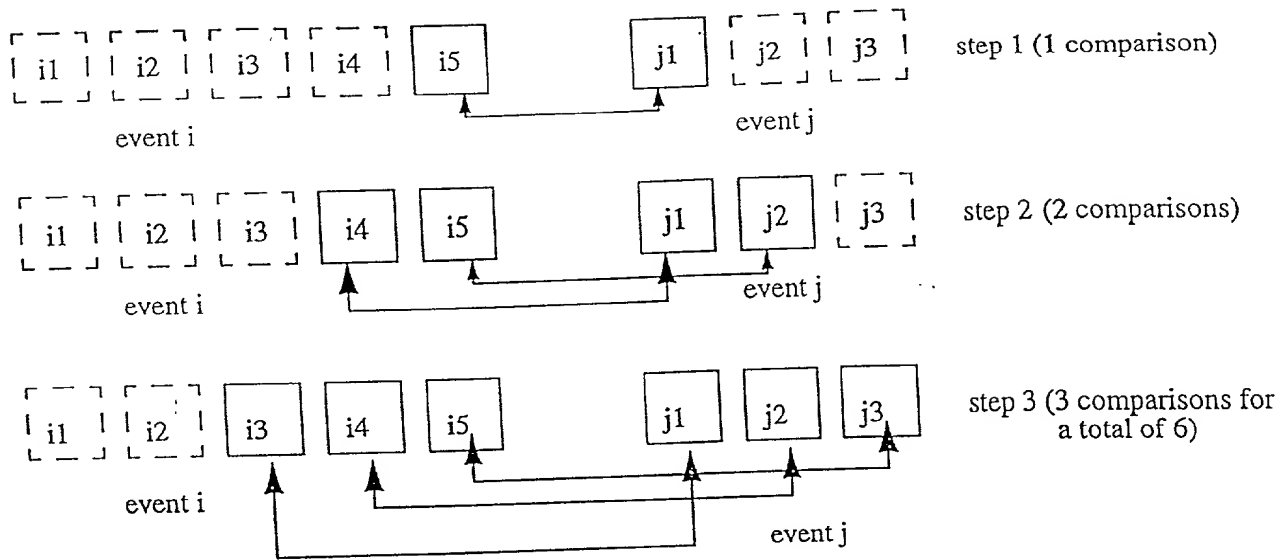 i1 i2 i3 i4 i5 j1 j2 j3 step 1 (1 comparison)
event i event j
i1 i2 i3 i4 i5 j1 j2 j3 step 2 (2 comparisons)
event i event j
i1 i2 i3 i4 i5 j1 j2 j3 step 3 (3 comparisons for
a total of 6)
event i event j